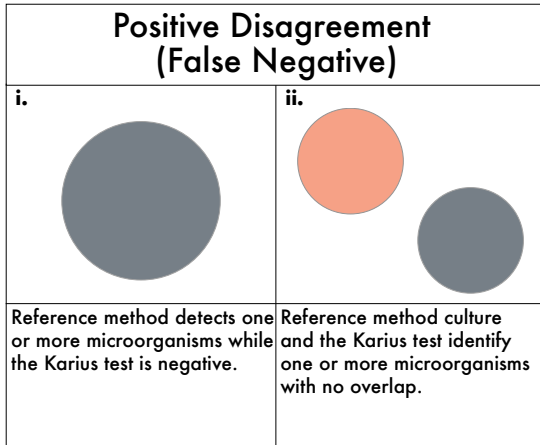 Positive Disagreement
(False Negative)
i.
ii.
Reference method detects one
or more microorganisms while
the Karius test is negative.
Reference method culture
and the Karius test identify
one or more microorganisms
with no overlap.